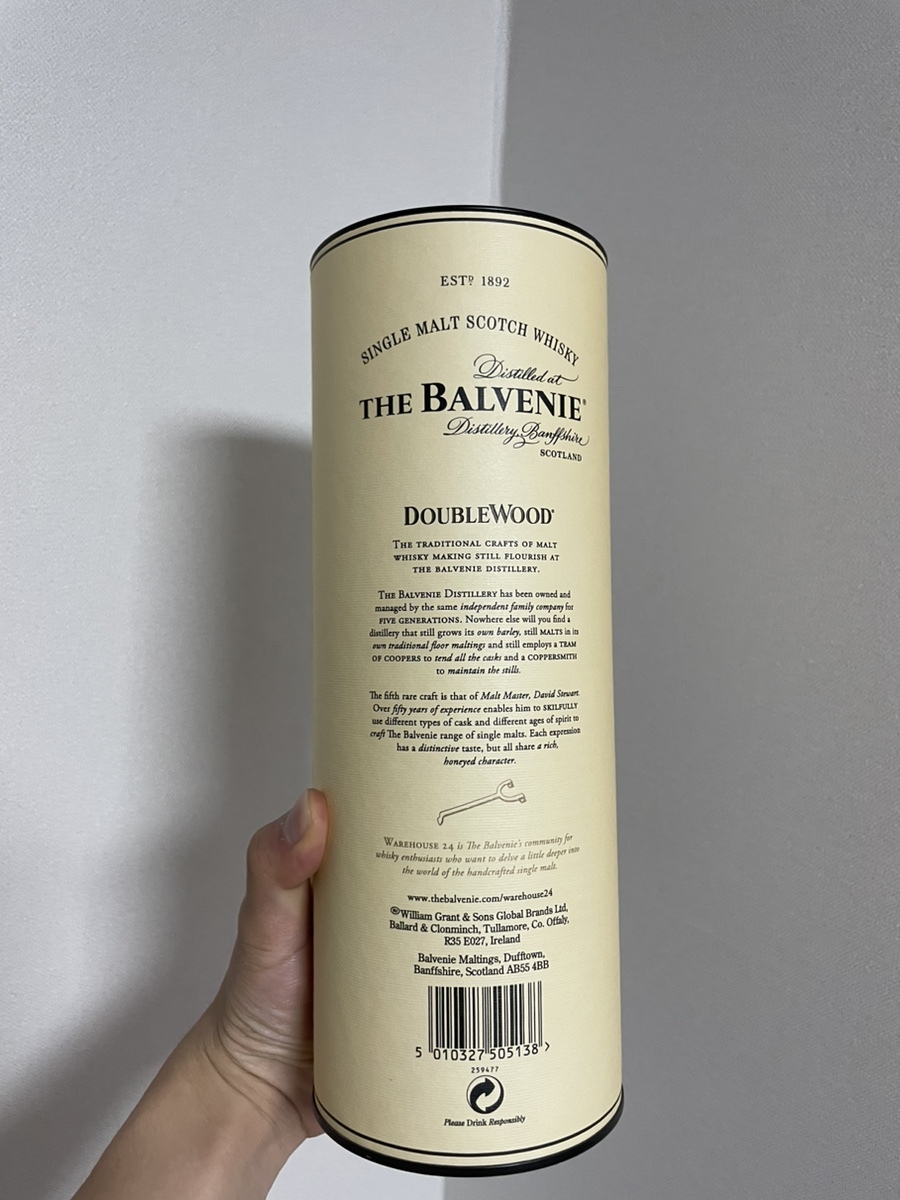 ESTD 1892
SINGLE MALT SCOTCH WHISKY
Distilled at
THE BALVENIE®
Distillery, Banffshire
SCOTLAND
DOUBLEWOOD®
THE TRADITIONAL CRAFTS OF MALT
WHISKY MAKING STILL FLOURISH AT
THE BALVENIE DISTILLERY.
THE BALVENIE DISTILLERY has been owned and
managed by the same independent family company for
FIVE GENERATIONS. Nowhere else will you find a
distillery that still grows its own barley, still MALTS in its
own traditional floor maltings and still employs a TEAM
OF COOPERS to tend all the casks and a COPPERSMITH
to maintain the stills.
The fifth rare craft is that of Malt Master, David Stewart.
Over fifty years of experience enables him to SKILFULLY
use different types of cask and different ages of spirit to
craft The Balvenie range of single malts. Each expression
has a distinctive taste, but all share a rich,
honeyed character.
WAREHOUSE 24 is The Balvenie's community for
whisky enthusiasts who want to delve a little deeper into
the world of the handcrafted single malt.
www.thebalvenie.com/warehouse24
©William Grant & Sons Global Brands Ltd,
Ballard & Clonminch, Tullamore, Co. Offaly,
R35 E027, Ireland
Balvenie Maltings, Dufftown,
Banffshire, Scotland AB55 4BB
5 010327 505138 >
259477
Please Drink Responsibly